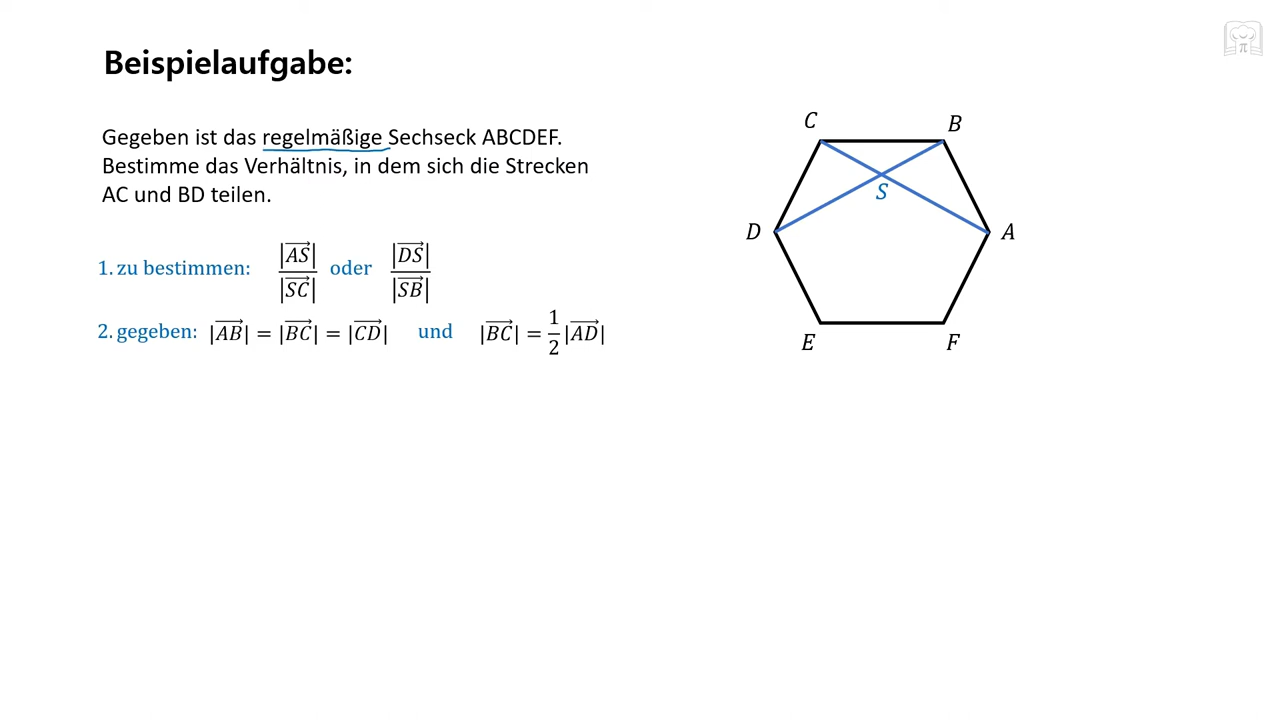 Beispielaufgabe:
Gegeben ist das regelmäßige Sechseck ABCDEF.
Bestimme das Verhältnis, in dem sich die Strecken
AC und BD teilen.
1. zu bestimmen: |AS⃗| / |SC⃗| oder |DS⃗| / |SB⃗|
2. gegeben: |AB⃗| = |BC⃗| = |CD⃗| und |BC⃗| = 1/2 |AD⃗|
C
B
S
D
A
E
F
π